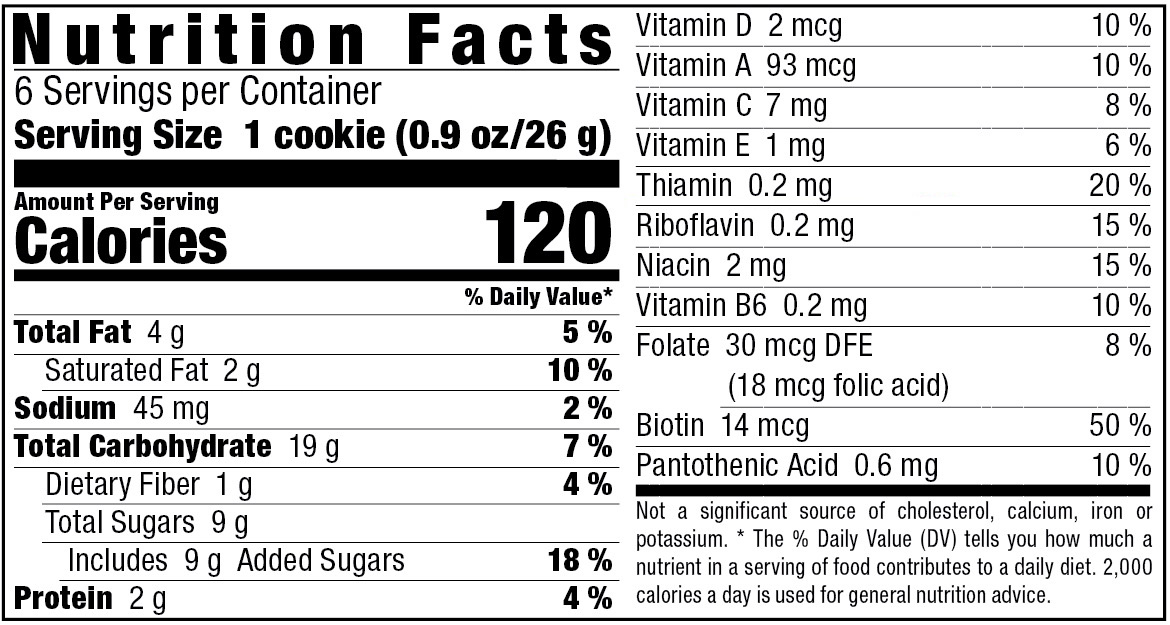 Nutrition Facts
6 Servings per Container
Serving Size 1 cookie (0.9 oz/26 g)
Amount Per Serving
Calories 120
% Daily Value*
Total Fat 4 g 5 %
Saturated Fat 2 g 10 %
Sodium 45 mg 2 %
Total Carbohydrate 19 g 7 %
Dietary Fiber 1 g 4 %
Total Sugars 9 g
Includes 9 g Added Sugars 18 %
Protein 2 g 4 %
Vitamin D 2 mcg 10 %
Vitamin A 93 mcg 10 %
Vitamin C 7 mg 8 %
Vitamin E 1 mg 6 %
Thiamin 0.2 mg 20 %
Riboflavin 0.2 mg 15 %
Niacin 2 mg 15 %
Vitamin B6 0.2 mg 10 %
Folate 30 mcg DFE 8 %
(18 mcg folic acid)
Biotin 14 mcg 50 %
Pantothenic Acid 0.6 mg 10 %
Not a significant source of cholesterol, calcium, iron or
potassium. * The % Daily Value (DV) tells you how much a
nutrient in a serving of food contributes to a daily diet. 2,000
calories a day is used for general nutrition advice.